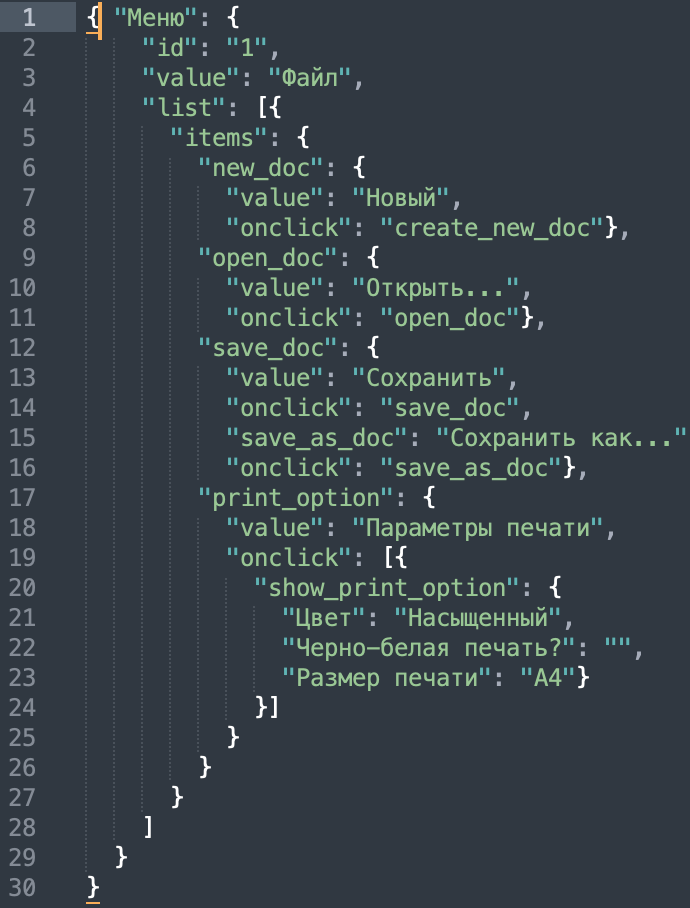 1 { "Меню": {
2 "id": "1",
3 "value": "Файл",
4 "list": [{
5 "items": {
6 "new_doc": {
7 "value": "Новый",
8 "onclick": "create_new_doc"},
9 "open_doc": {
10 "value": "Открыть...",
11 "onclick": "open_doc"},
12 "save_doc": {
13 "value": "Сохранить",
14 "onclick": "save_doc",
15 "save_as_doc": "Сохранить как..."
16 "onclick": "save_as_doc"},
17 "print_option": {
18 "value": "Параметры печати",
19 "onclick": [{
20 "show_print_option": {
21 "Цвет": "Насыщенный",
22 "Черно-белая печать?": "",
23 "Размер печати": "А4"}
24 }]
25 }
26 }
27 }
28 ]
29 }
30 }